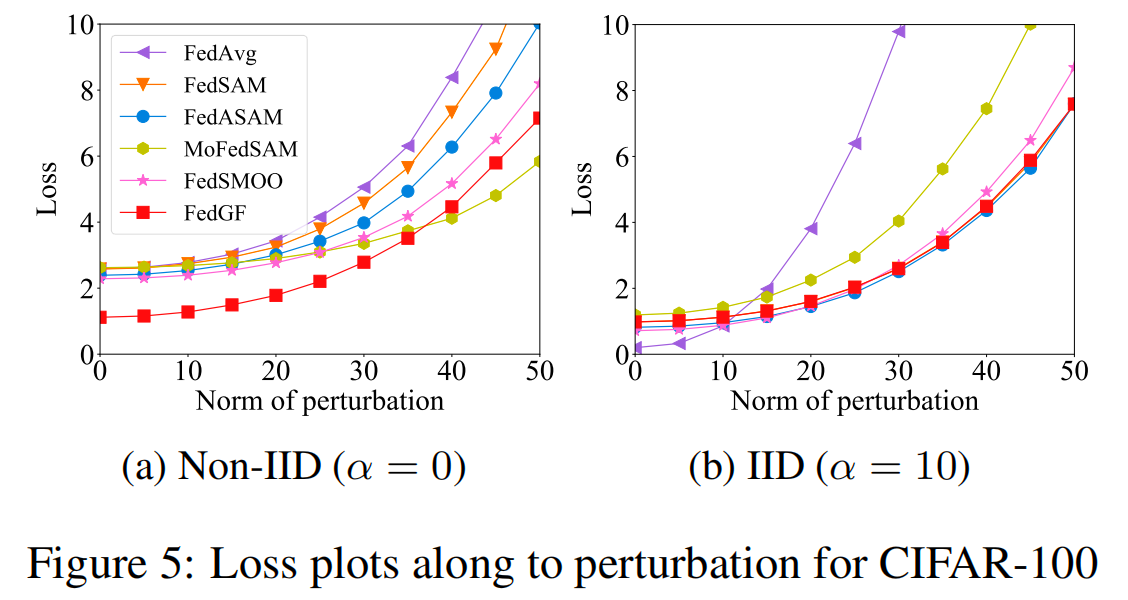 10
8
6
4
2
0
Loss
FedAvg
FedSAM
FedASAM
MoFedSAM
FedSMOO
FedGF
0 10 20 30 40 50
Norm of perturbation
(a) Non-IID (α = 0)
10
8
6
4
2
0
Loss
0 10 20 30 40 50
Norm of perturbation
(b) IID (α = 10)
Figure 5: Loss plots along to perturbation for CIFAR-100